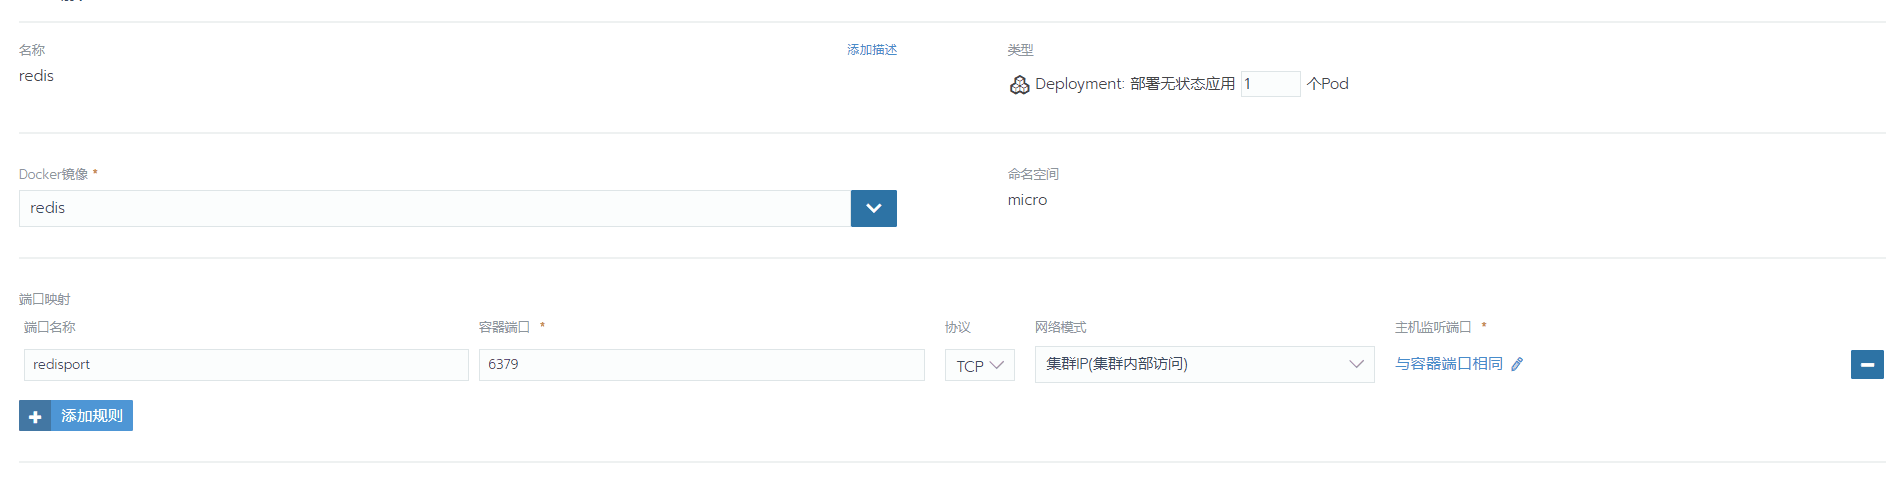 名称
添加描述
类型
redis
Deployment: 部署无状态应用 1 个Pod
Docker镜像 *
命名空间
redis
micro
端口映射
端口名称 容器端口 * 协议 网络模式 主机监听端口 *
redisport 6379 TCP 集群IP(集群内部访问) 与容器端口相同
添加规则